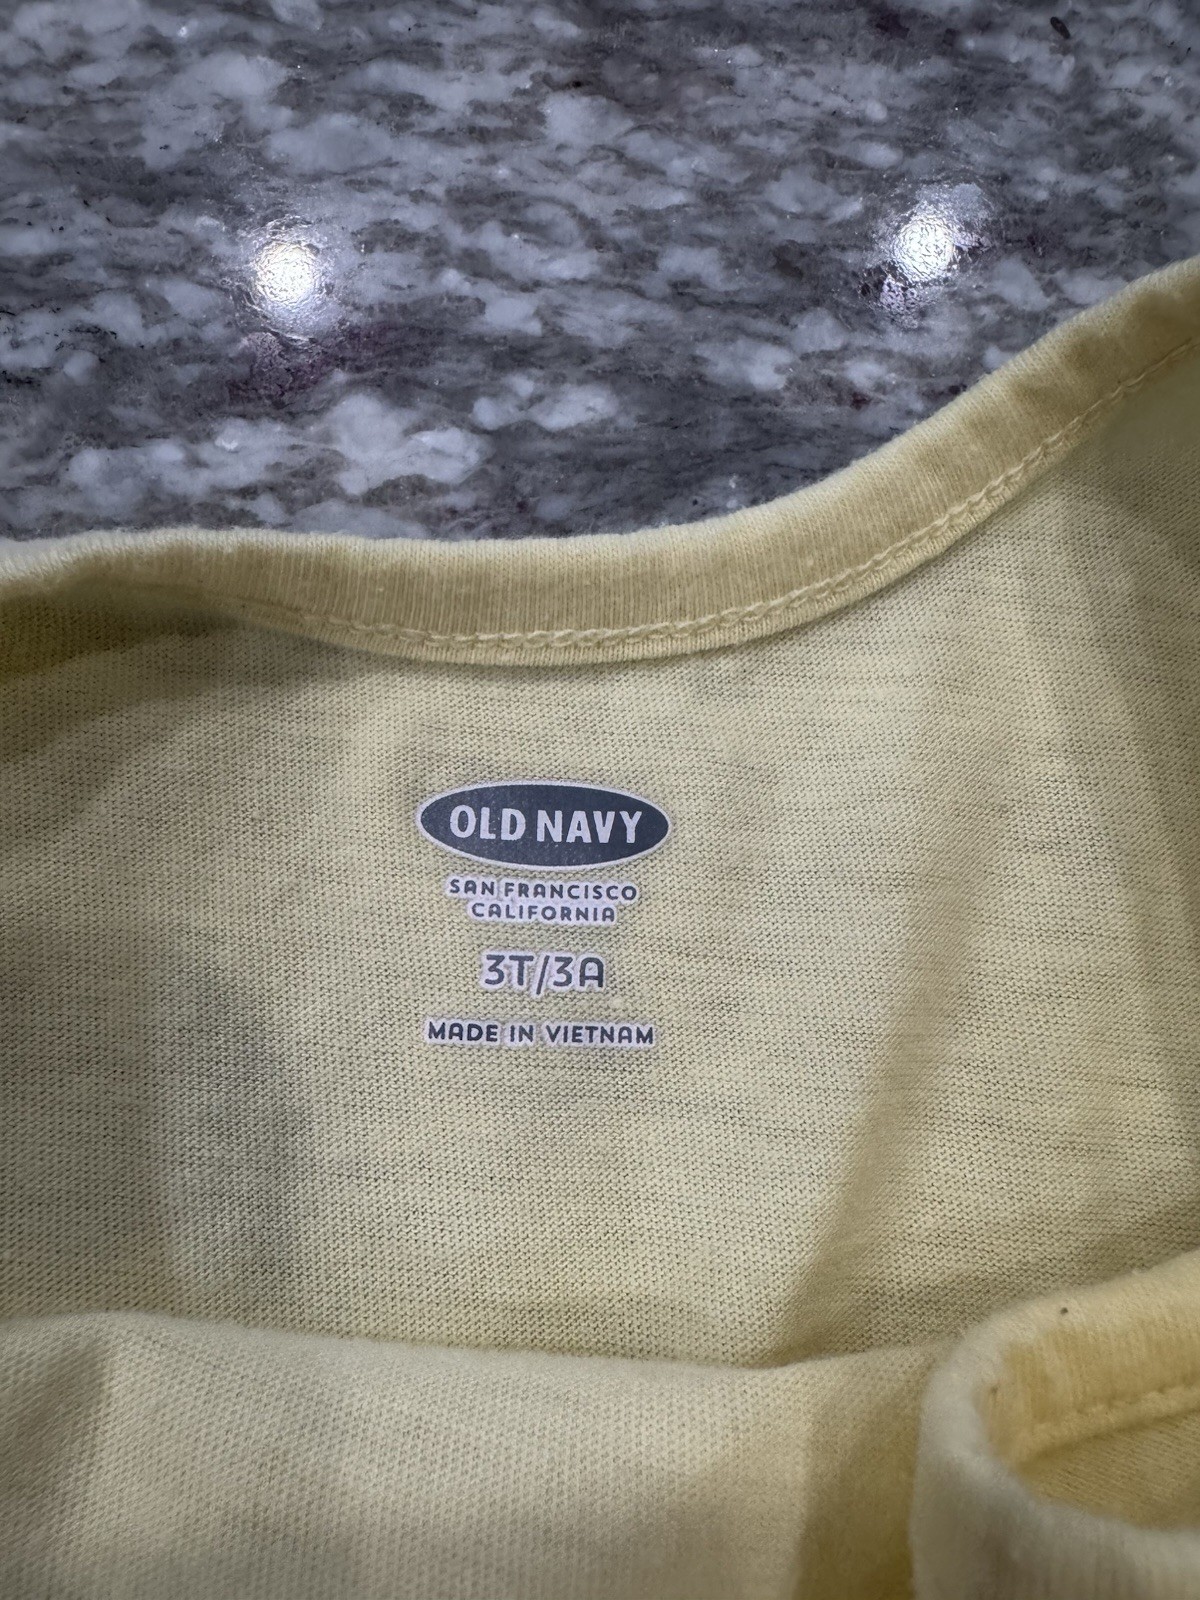 OLD NAVY
SAN FRANCISCO
CALIFORNIA
3T/3A
MADE IN VIETNAM